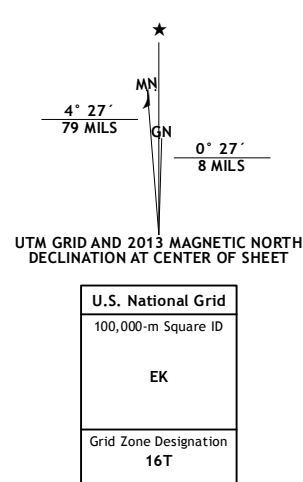 ★
MN
4° 27´
79 MILS
GN
0° 27´
8 MILS
UTM GRID AND 2013 MAGNETIC NORTH
DECLINATION AT CENTER OF SHEET
U.S. National Grid
100,000-m Square ID
EK
Grid Zone Designation
16T